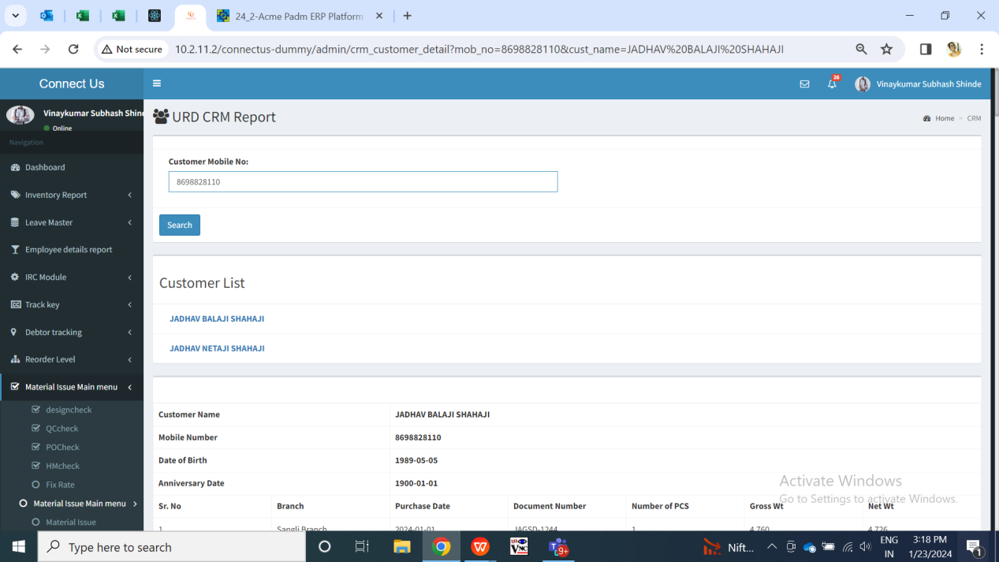 24_2-Acme Padm ERP Platform
Not secure
10.2.11.2/connectus-dummy/admin/crm_customer_detail?mob_no=8698828110&cust_name=JADHAV%20BALAJI%20SHAHAJI
Connect Us
26
Vinaykumar Subhash Shinde
Vinaykumar Subhash Shind
Online
URD CRM Report
Home > CRM
Navigation
Dashboard
Inventory Report
Leave Master
Employee details report
IRC Module
Track key
Debtor tracking
Reorder Level
Material Issue Main menu
designcheck
QCcheck
POCheck
HMcheck
Fix Rate
Material Issue Main menu
Material Issue
Customer Mobile No:
8698828110
Search
Customer List
JADHAV BALAJI SHAHAJI
JADHAV NETAJI SHAHAJI
Customer Name JADHAV BALAJI SHAHAJI
Mobile Number 8698828110
Date of Birth 1989-05-05
Anniversary Date 1900-01-01
Sr. No Branch Purchase Date Document Number Number of PCS Gross Wt Net Wt
1 Sangli Branch 2024-01-01 JAGSD-1244 1 4.760 4.726
Activate Windows
Go to Settings to activate Windows.
Type here to search
9+
Nift...
ENG
IN
3:18 PM
1/23/2024
1